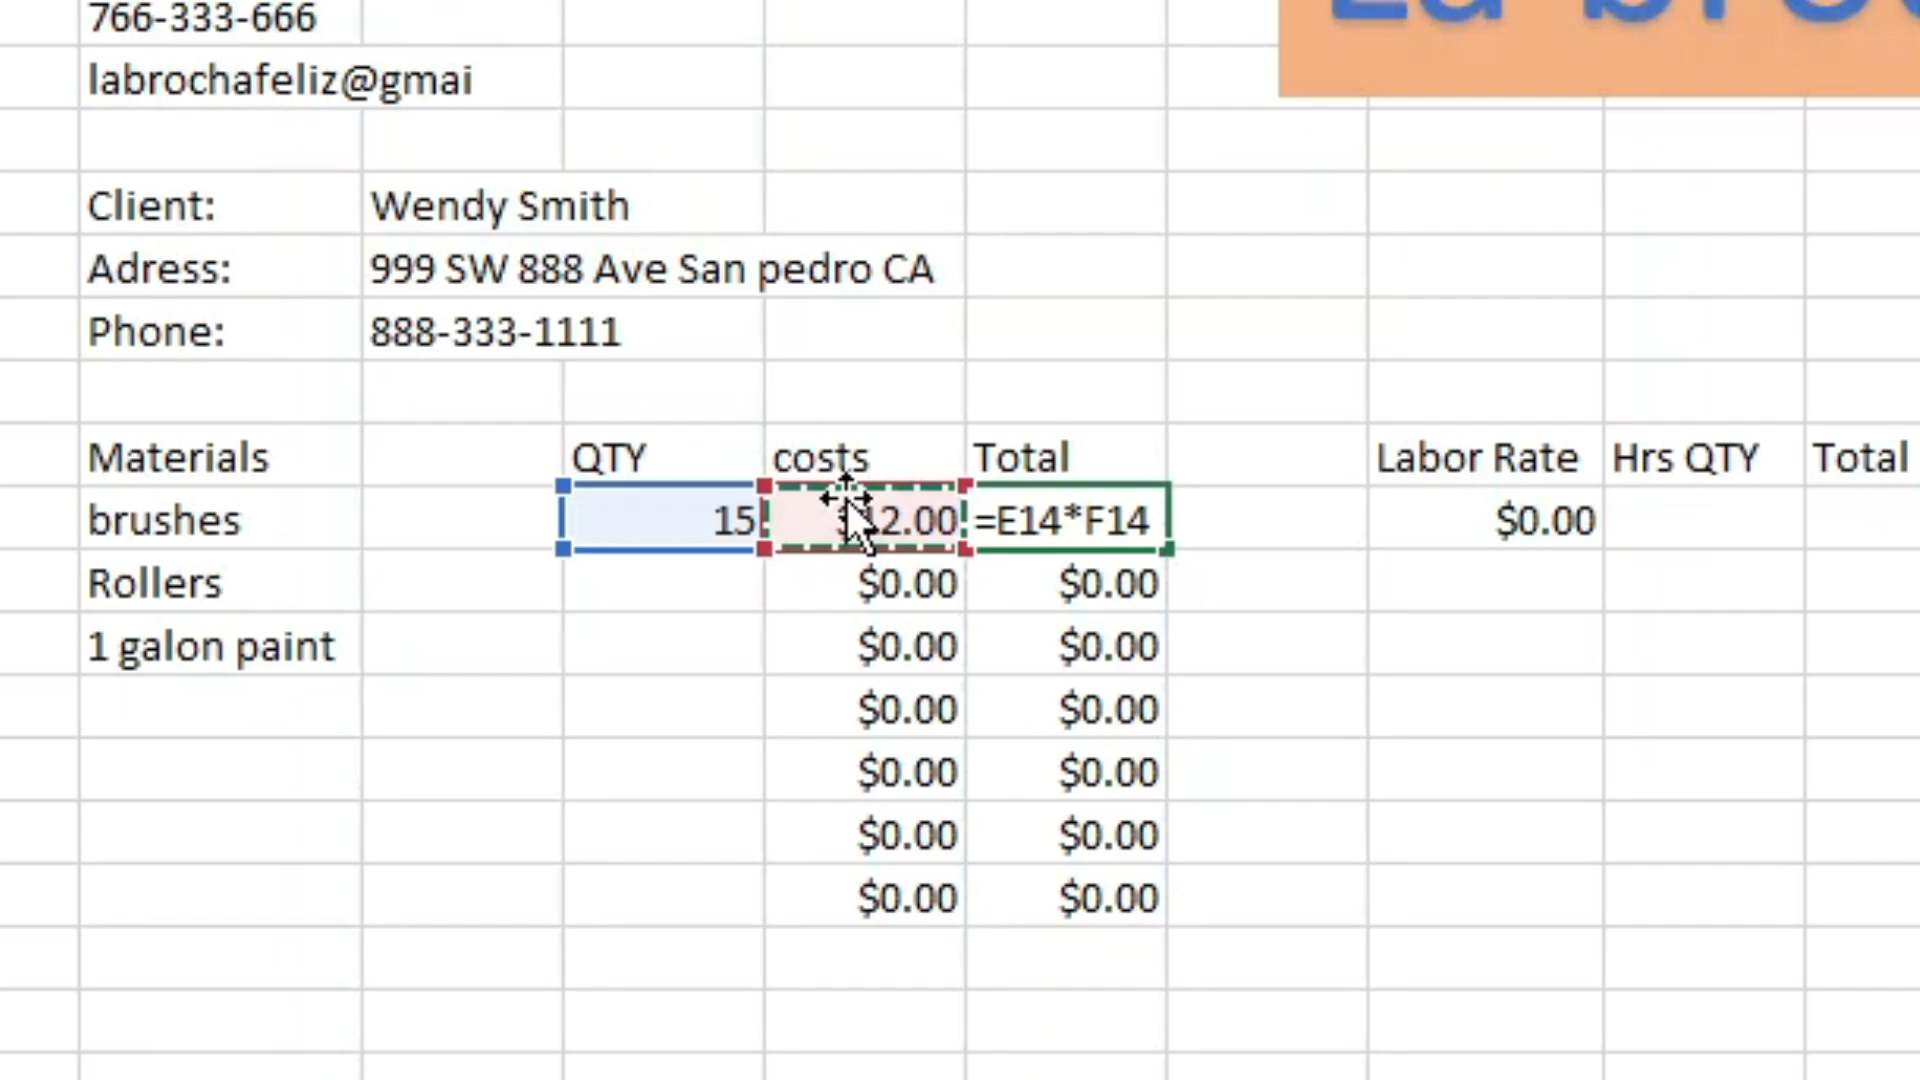 766-333-666
labrochafeliz@gmai
Client: Wendy Smith
Adress: 999 SW 888 Ave San pedro CA
Phone: 888-333-1111
Materials QTY costs Total Labor Rate Hrs QTY Total
brushes 15 =E14*F14 $0.00
Rollers $0.00 $0.00
1 galon paint $0.00 $0.00
$0.00 $0.00
$0.00 $0.00
$0.00 $0.00
$0.00 $0.00